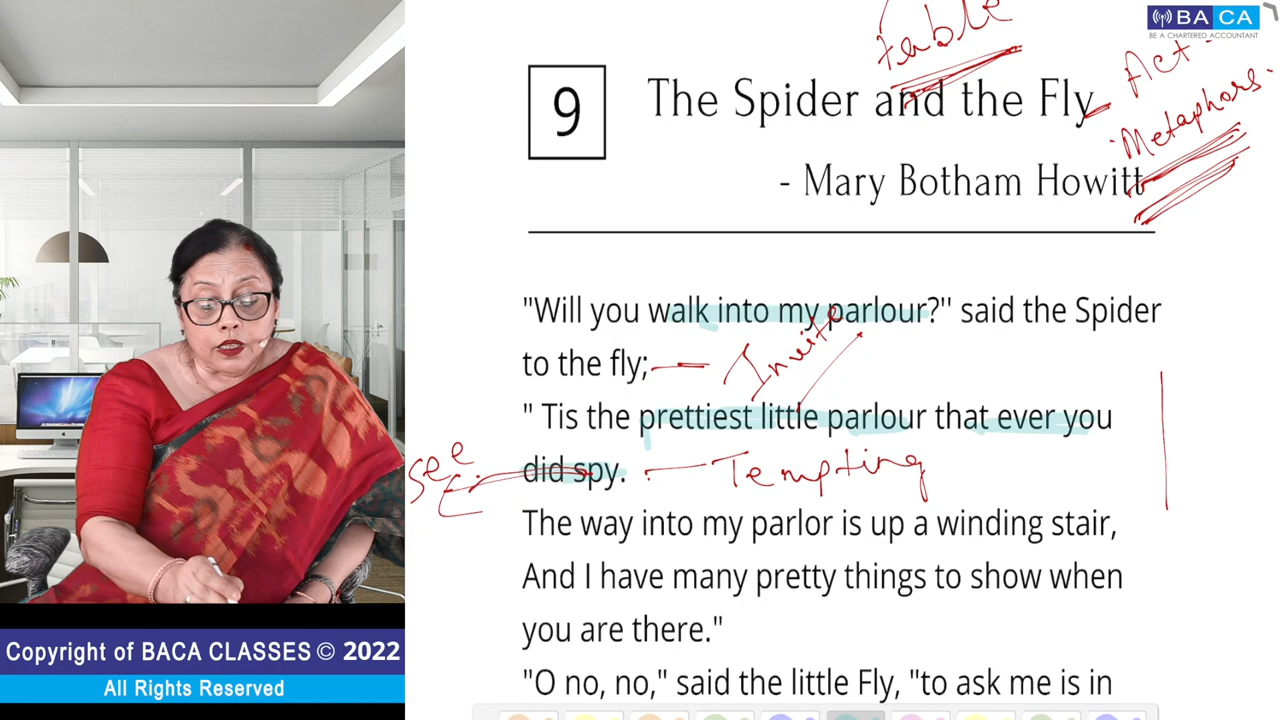 fable
BACA
BE A CHARTERED ACCOUNTANT
Act.
9
The Spider and the Fly
Metaphors.
- Mary Botham Howitt
"Will you walk into my parlour?'' said the Spider
Invite
to the fly;
" Tis the prettiest little parlour that ever you
see
did spy.
Tempting
The way into my parlor is up a winding stair,
And I have many pretty things to show when
you are there."
"O no, no," said the little Fly, "to ask me is in
Copyright of BACA CLASSES © 2022
All Rights Reserved